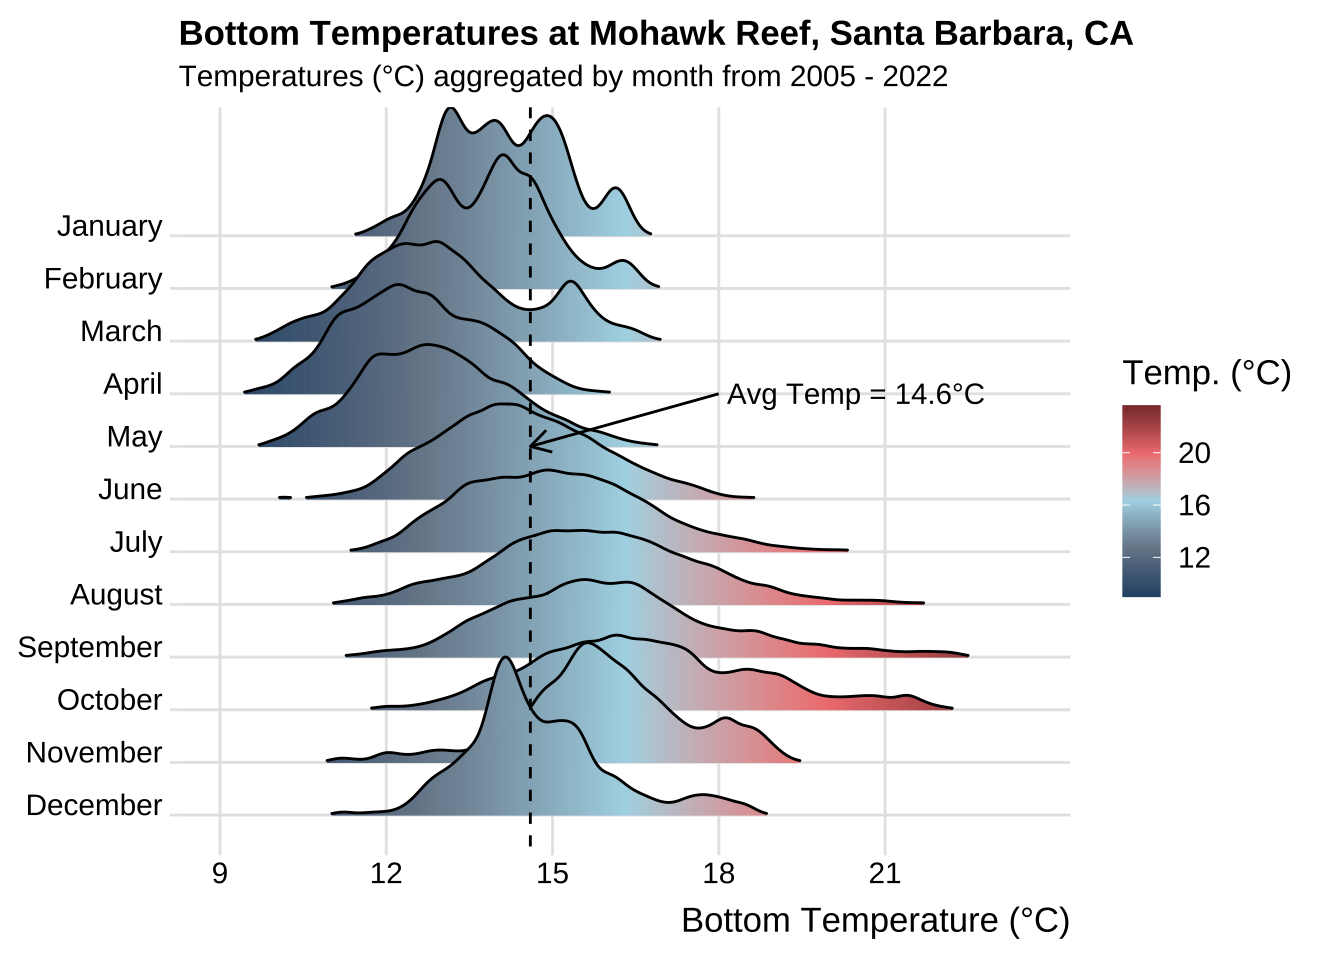 Bottom Temperatures at Mohawk Reef, Santa Barbara, CA
Temperatures (°C) aggregated by month from 2005 - 2022
January
February
March
April
May
June
July
August
September
October
November
December
Avg Temp = 14.6°C
Temp. (°C)
20
16
12
9 12 15 18 21
Bottom Temperature (°C)